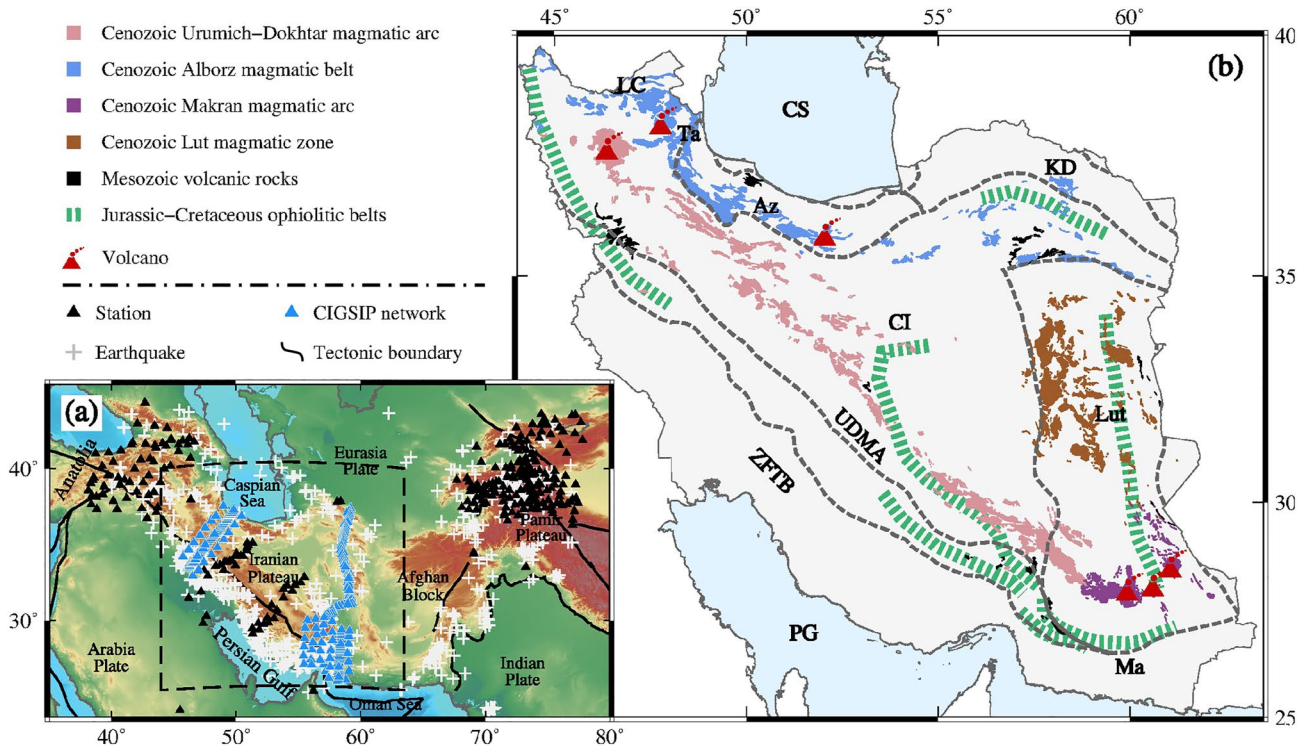 Cenozoic Urumich–Dokhtar magmatic arc
Cenozoic Alborz magmatic belt
Cenozoic Makran magmatic arc
Cenozoic Lut magmatic zone
Mesozoic volcanic rocks
Jurassic–Cretaceous ophiolitic belts
Volcano
Station
CIGSIP network
Earthquake
Tectonic boundary
45° 50° 55° 60°
40
35
30
25
(b)
LC
CS
Ta
Az
KD
CI
Lut
UDMA
ZFTB
PG
Ma
(a)
Anatolia
Eurasia
Plate
Caspian
Sea
Iranian
Plateau
Afghan
Block
Pamir
Plateau
Arabia
Plate
Persian Gulf
Indian
Plate
Oman Sea
40°
30°
40° 50° 60° 70° 80°